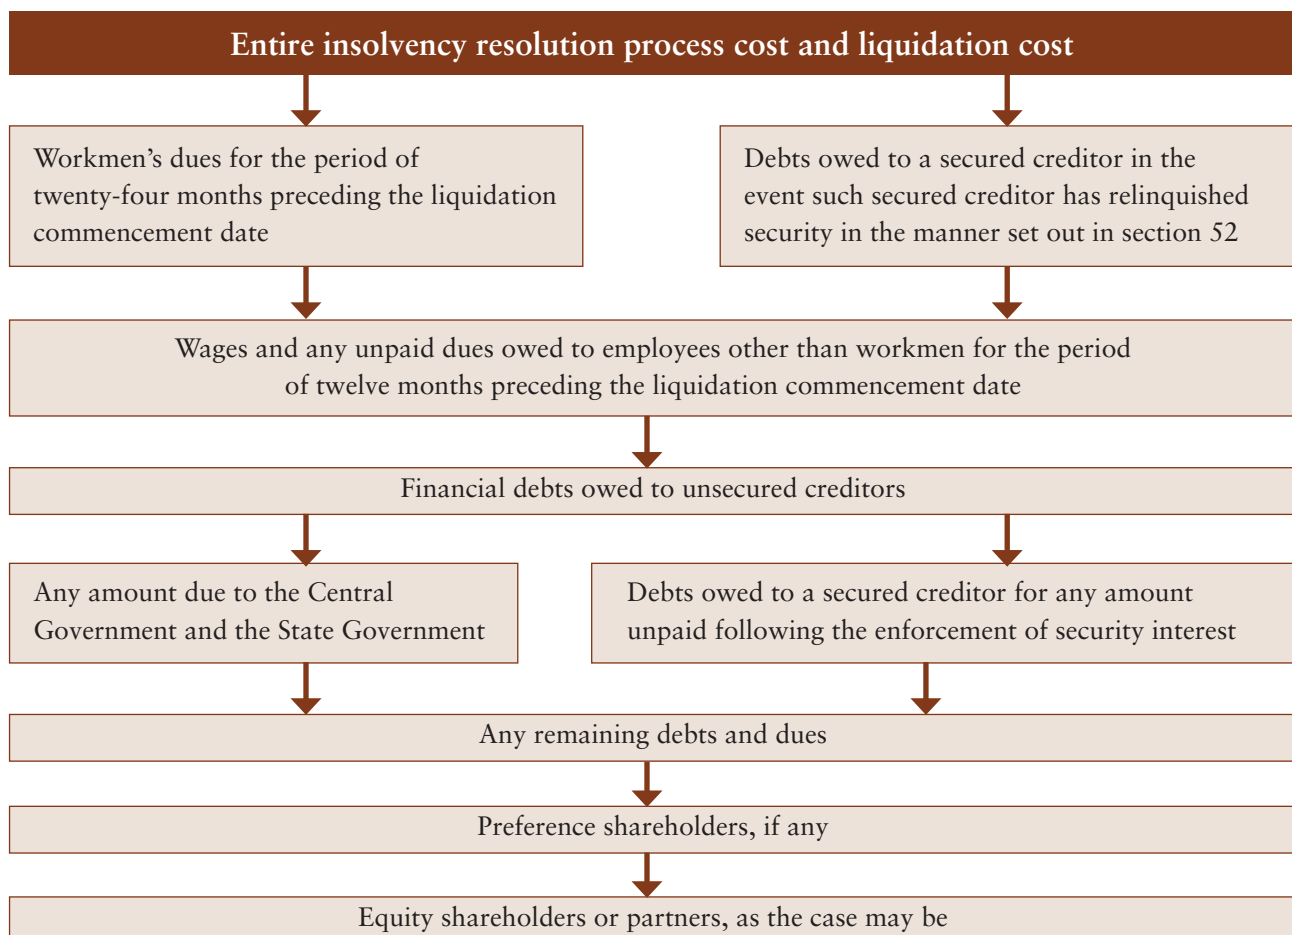 Entire insolvency resolution process cost and liquidation cost
Workmen’s dues for the period of
twenty-four months preceding the liquidation
commencement date
Debts owed to a secured creditor in the
event such secured creditor has relinquished
security in the manner set out in section 52
Wages and any unpaid dues owed to employees other than workmen for the period
of twelve months preceding the liquidation commencement date
Financial debts owed to unsecured creditors
Any amount due to the Central
Government and the State Government
Debts owed to a secured creditor for any amount
unpaid following the enforcement of security interest
Any remaining debts and dues
Preference shareholders, if any
Equity shareholders or partners, as the case may be